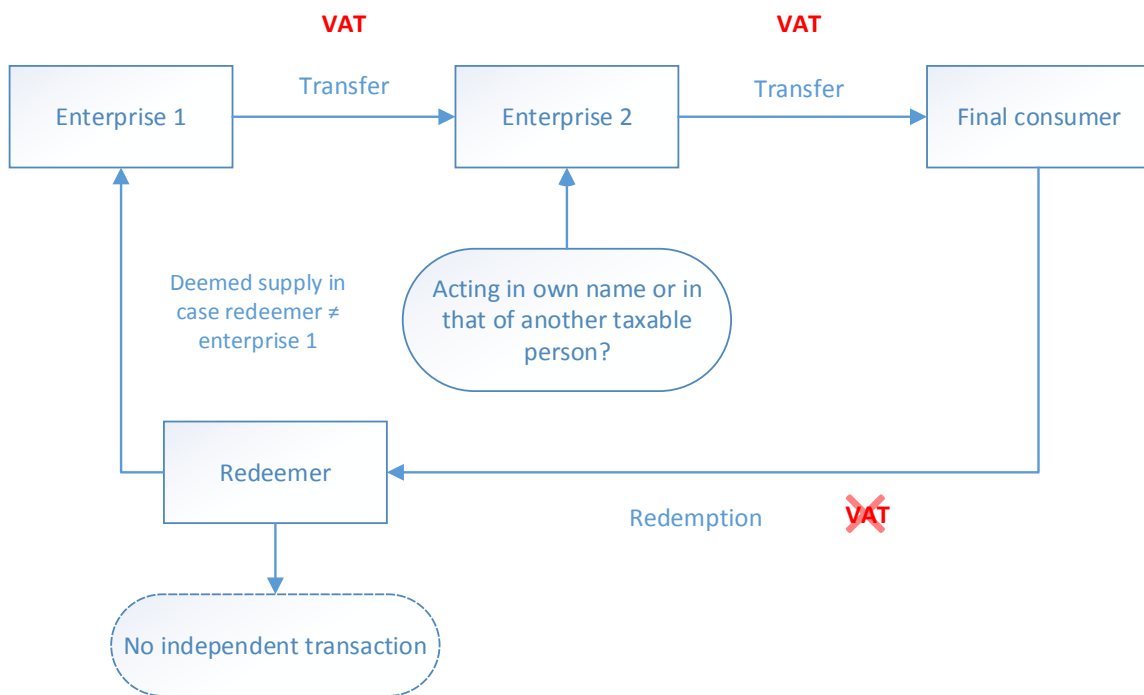 VAT
VAT
Transfer
Transfer
Enterprise 1
Enterprise 2
Final consumer
Deemed supply in
case redeemer ≠
enterprise 1
Acting in own name or in
that of another taxable
person?
Redeemer
Redemption
VAT
No independent transaction